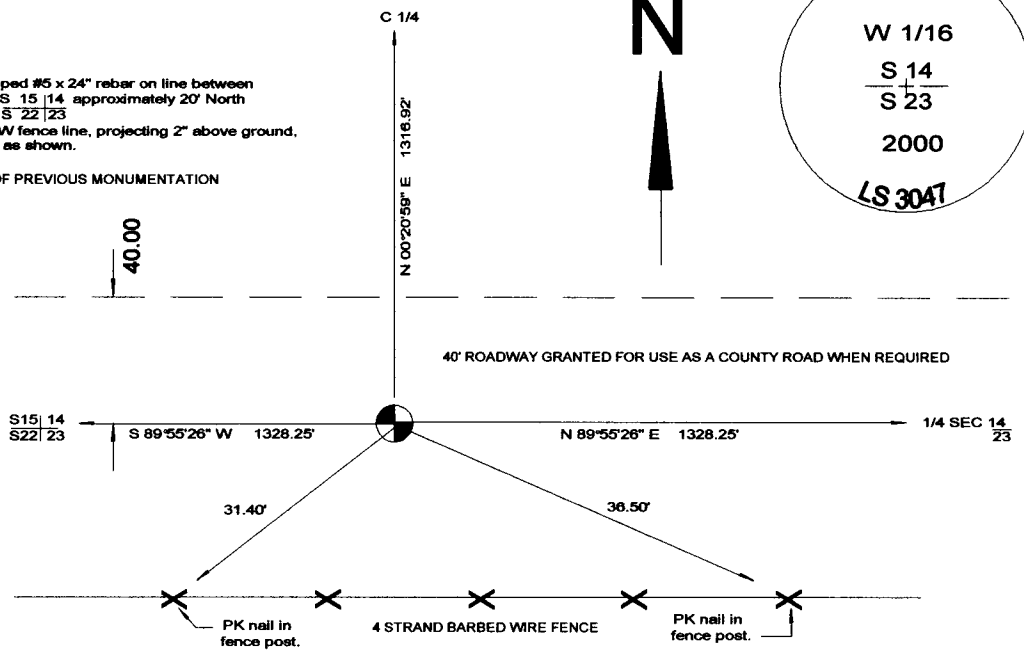 C 1/4
N
W 1/16
S 14
S 23
2000
LS 3047
ped #5 x 24" rebar on line between
S 15 14 approximately 20' North
S 22 23
W fence line, projecting 2" above ground,
as shown.
OF PREVIOUS MONUMENTATION
40.00
N 00°20'59" E 1316.92'
40' ROADWAY GRANTED FOR USE AS A COUNTY ROAD WHEN REQUIRED
S15 14
S22 23
S 89°55'26" W 1328.25'
N 89°55'26" E 1328.25'
1/4 SEC 14
23
31.40'
36.50'
PK nail in
fence post.
4 STRAND BARBED WIRE FENCE
PK nail in
fence post.